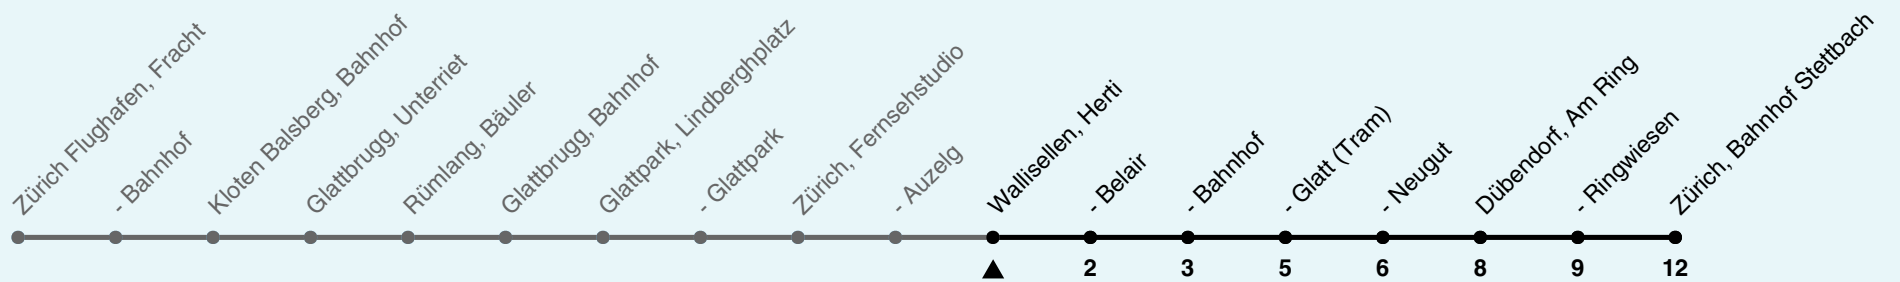 Zürich Flughafen, Fracht
- Bahnhof
Kloten Balsberg, Bahnhof
Glattbrugg, Unterriet
Rümlang, Bäuler
Glattbrugg, Bahnhof
Glattpark, Lindberghplatz
- Glattpark
Zürich, Fernsehstudio
- Auzelg
Wallisellen, Herti
- Belair
- Bahnhof
- Glatt (Tram)
- Neugut
Dübendorf, Am Ring
- Ringwiesen
Zürich, Bahnhof Stettbach
2 3 5 6 8 9 12